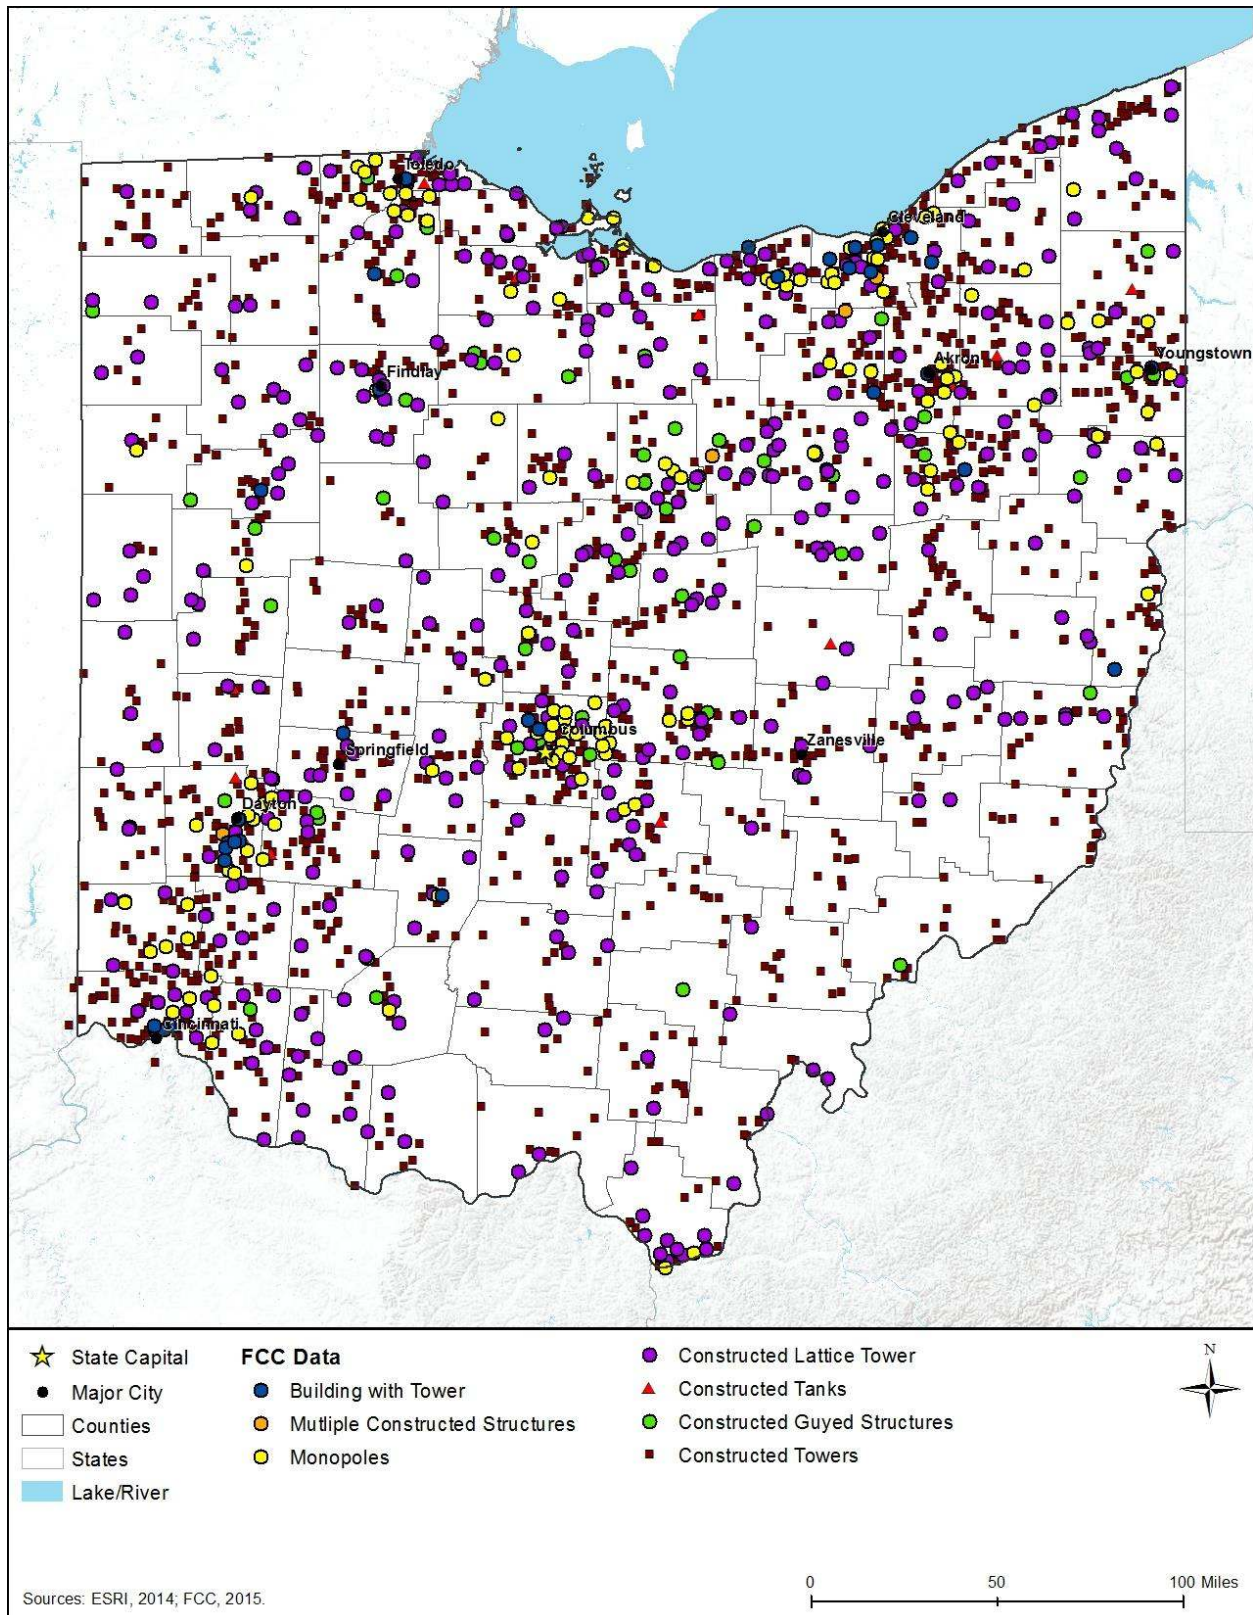 Toledo
Cleveland
Akron
Youngstown
Findlay
Columbus
Zanesville
Springfield
Dayton
Cincinnati
State Capital
Major City
Counties
States
Lake/River
FCC Data
Building with Tower
Mutliple Constructed Structures
Monopoles
Constructed Lattice Tower
Constructed Tanks
Constructed Guyed Structures
Constructed Towers
N
Sources: ESRI, 2014; FCC, 2015.
0 50 100 Miles